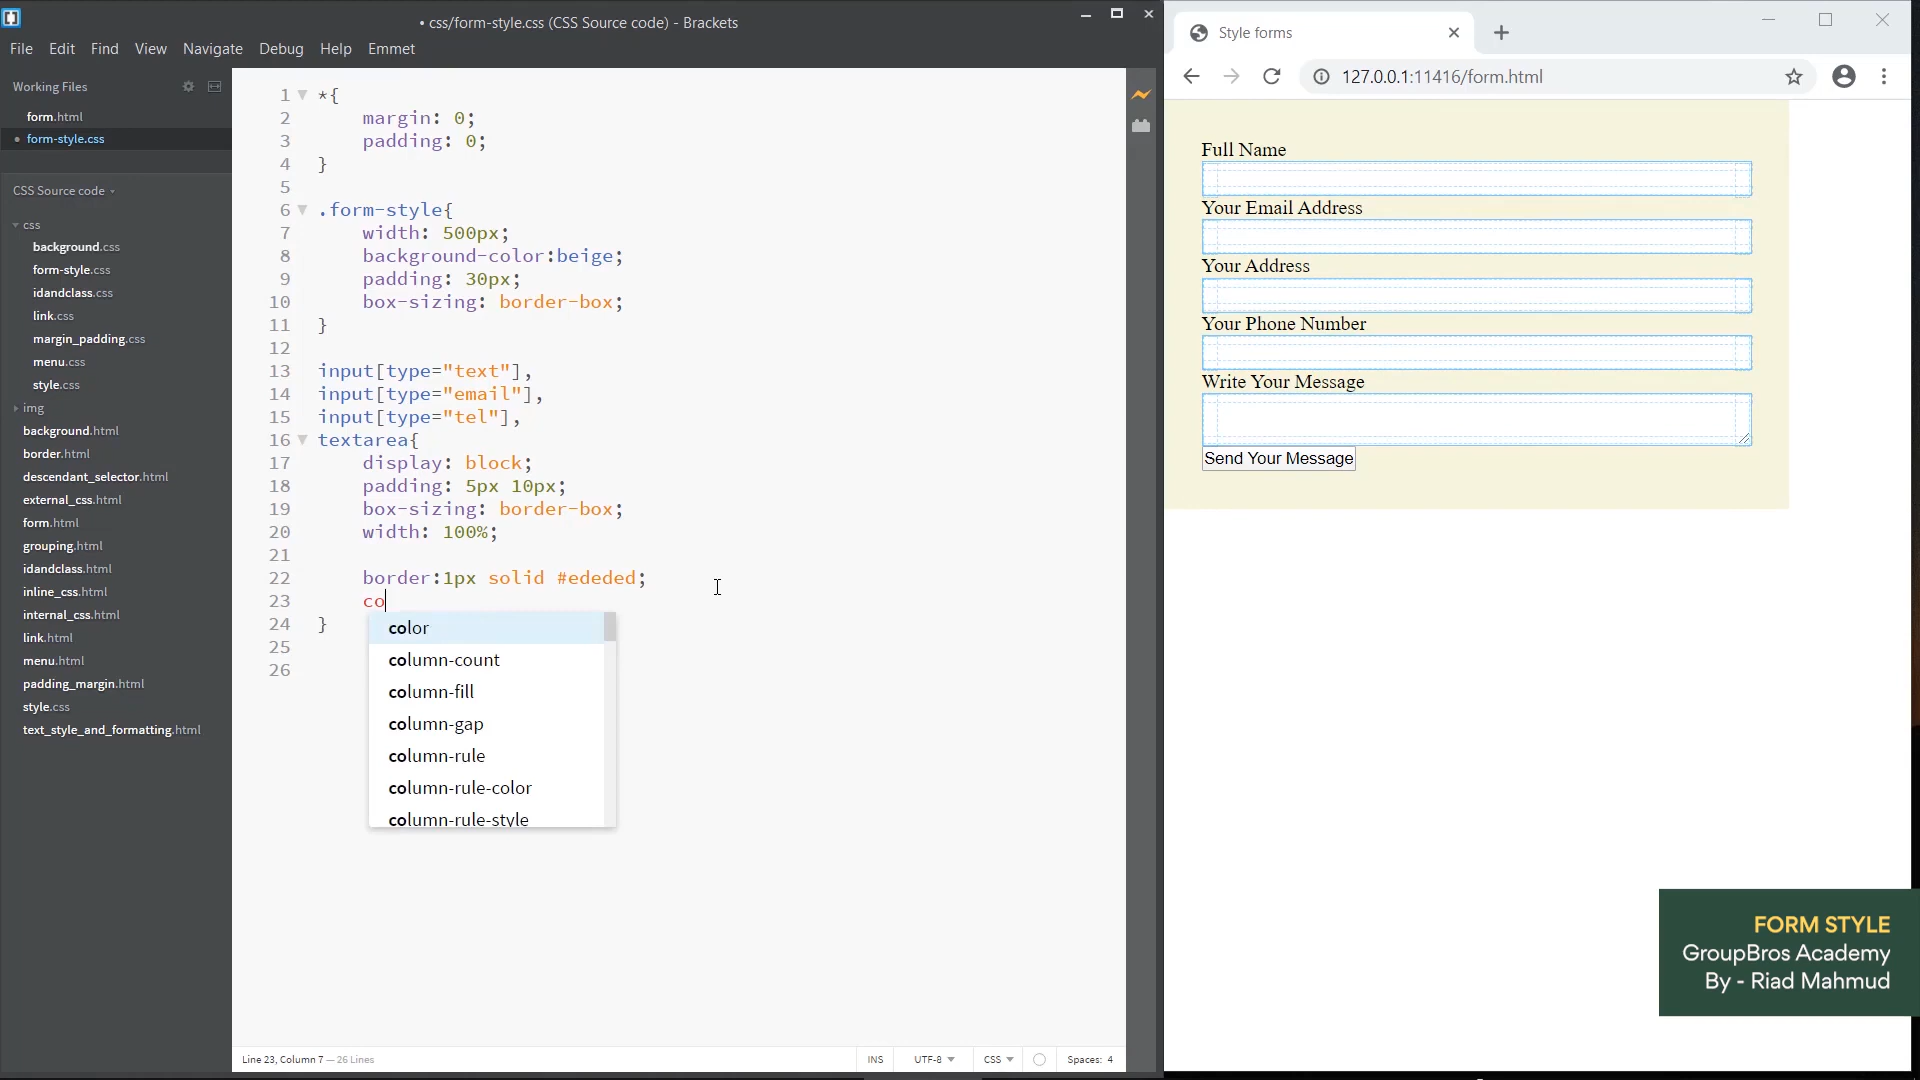 css/form-style.css (CSS Source code) - Brackets
File Edit Find View Navigate Debug Help Emmet
Working Files
form.html
form-style.css
CSS Source code
css
background.css
form-style.css
idandclass.css
link.css
margin_padding.css
menu.css
style.css
img
background.html
border.html
descendant_selector.html
external_css.html
form.html
grouping.html
idandclass.html
inline_css.html
internal_css.html
link.html
menu.html
padding_margin.html
style.css
text_style_and_formatting.html
1 *{
2 margin: 0;
3 padding: 0;
4 }
5
6 .form-style{
7 width: 500px;
8 background-color:beige;
9 padding: 30px;
10 box-sizing: border-box;
11 }
12
13 input[type="text"],
14 input[type="email"],
15 input[type="tel"],
16 textarea{
17 display: block;
18 padding: 5px 10px;
19 box-sizing: border-box;
20 width: 100%;
21
22 border:1px solid #ededed;
23 co
24 }
25
26
color
column-count
column-fill
column-gap
column-rule
column-rule-color
column-rule-style
Line 23, Column 7 — 26 Lines
INS UTF-8 CSS Spaces: 4
Style forms
127.0.0.1:11416/form.html
Full Name
Your Email Address
Your Address
Your Phone Number
Write Your Message
Send Your Message
FORM STYLE
GroupBros Academy
By - Riad Mahmud